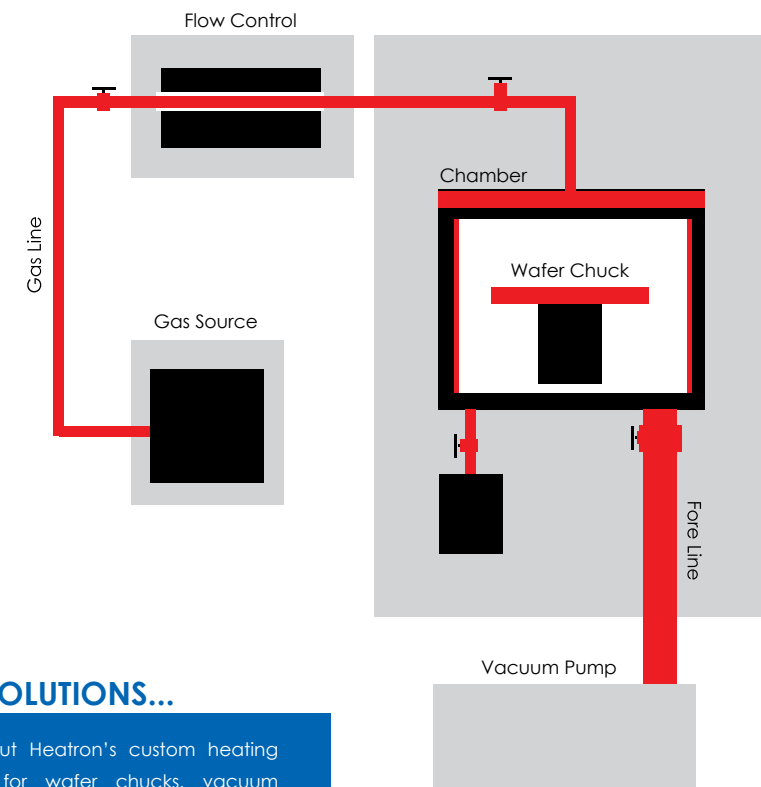 Flow Control
Chamber
Gas Line
Wafer Chuck
Gas Source
Fore Line
Vacuum Pump
OLUTIONS...
ut Heatron's custom heating
for wafer chucks, vacuum